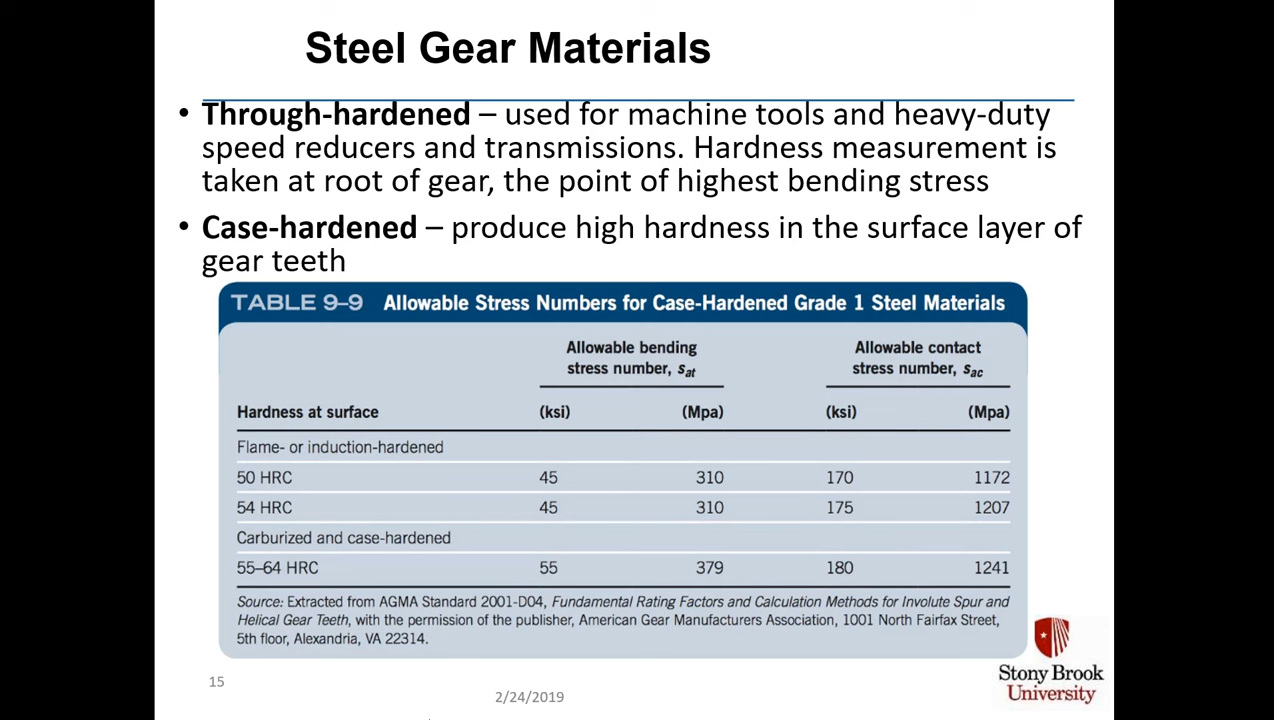 Steel Gear Materials
• Through-hardened – used for machine tools and heavy-duty
speed reducers and transmissions. Hardness measurement is
taken at root of gear, the point of highest bending stress
• Case-hardened – produce high hardness in the surface layer of
gear teeth
TABLE 9–9 Allowable Stress Numbers for Case-Hardened Grade 1 Steel Materials
Allowable bending Allowable contact
stress number, sat stress number, sac
Hardness at surface (ksi) (Mpa) (ksi) (Mpa)
Flame- or induction-hardened
50 HRC 45 310 170 1172
54 HRC 45 310 175 1207
Carburized and case-hardened
55–64 HRC 55 379 180 1241
Source: Extracted from AGMA Standard 2001-D04, Fundamental Rating Factors and Calculation Methods for Involute Spur and
Helical Gear Teeth, with the permission of the publisher, American Gear Manufacturers Association, 1001 North Fairfax Street,
5th floor, Alexandria, VA 22314.
15
2/24/2019
Stony Brook
University